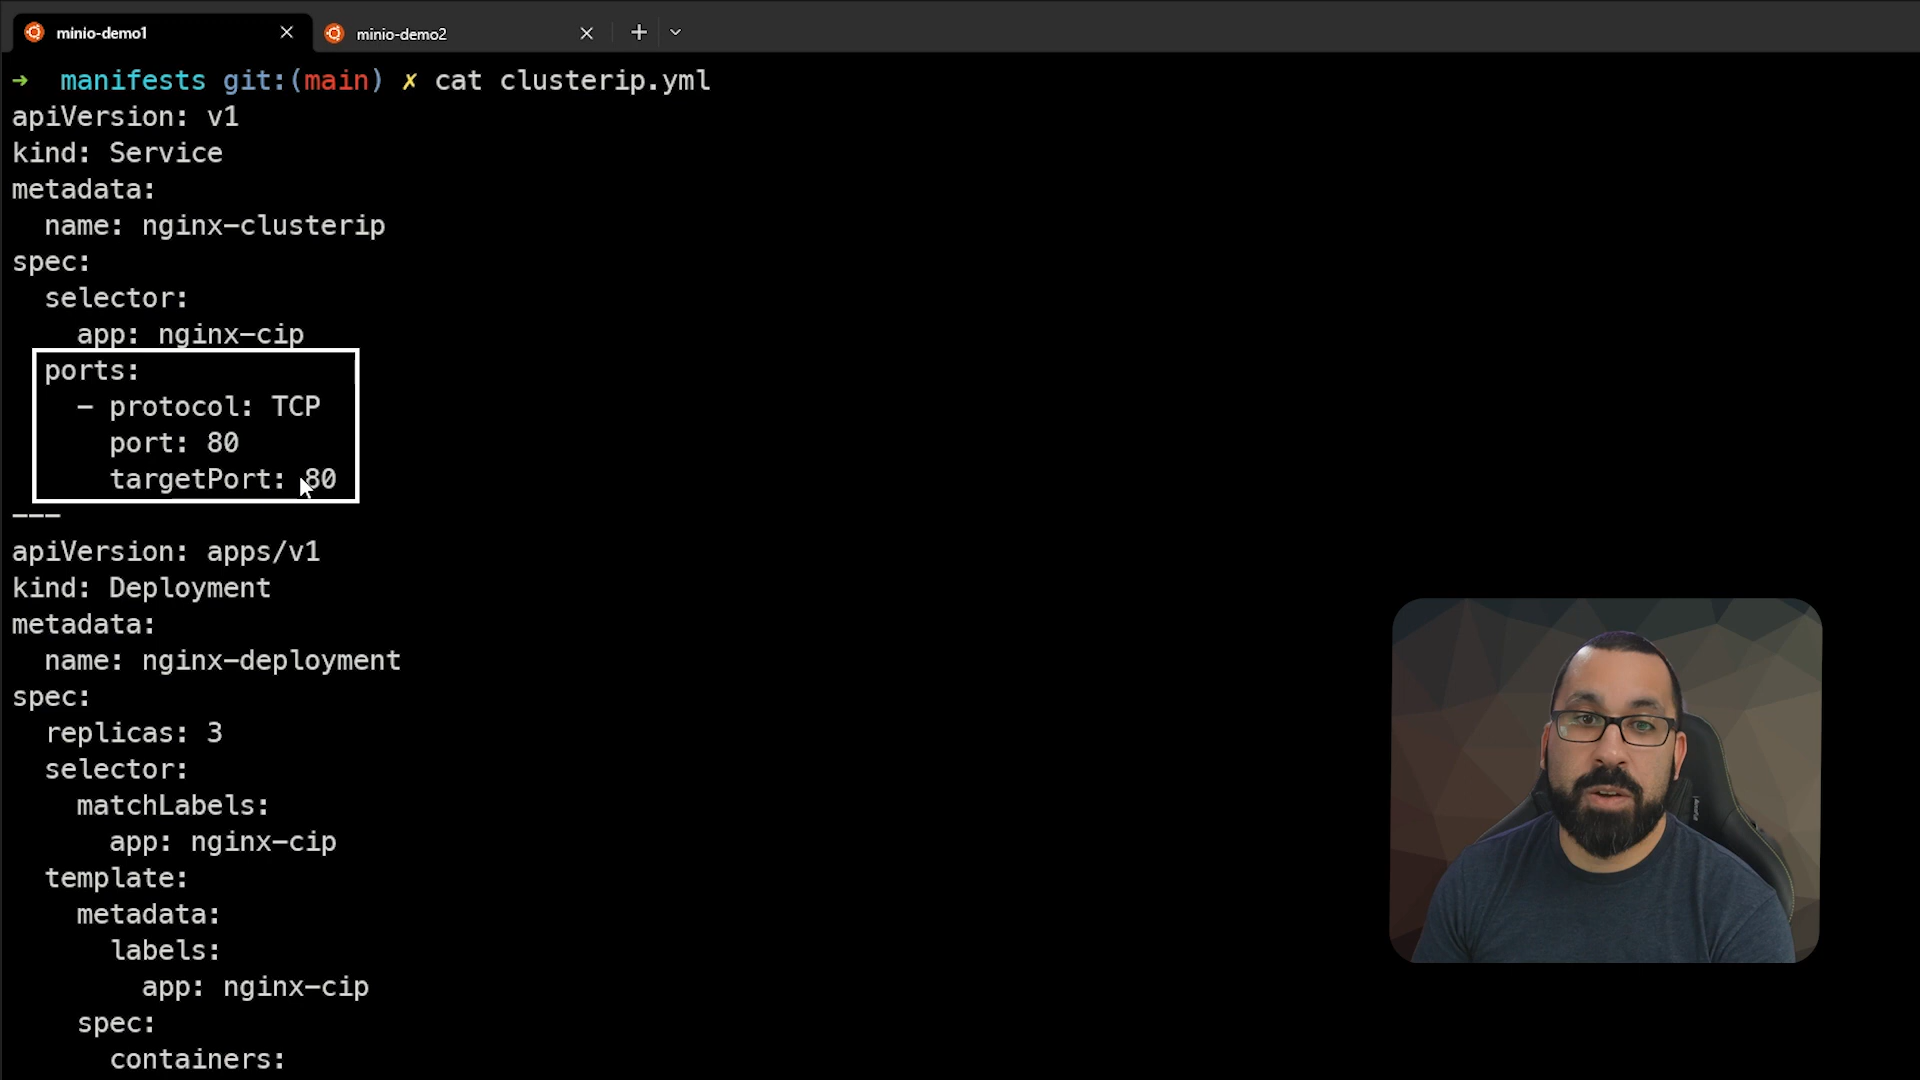 minio-demo1
minio-demo2
➜ manifests git:(main) ✗ cat clusterip.yml
apiVersion: v1
kind: Service
metadata:
  name: nginx-clusterip
spec:
  selector:
    app: nginx-cip
  ports:
    - protocol: TCP
      port: 80
      targetPort: 80
---
apiVersion: apps/v1
kind: Deployment
metadata:
  name: nginx-deployment
spec:
  replicas: 3
  selector:
    matchLabels:
      app: nginx-cip
  template:
    metadata:
      labels:
        app: nginx-cip
    spec:
      containers: